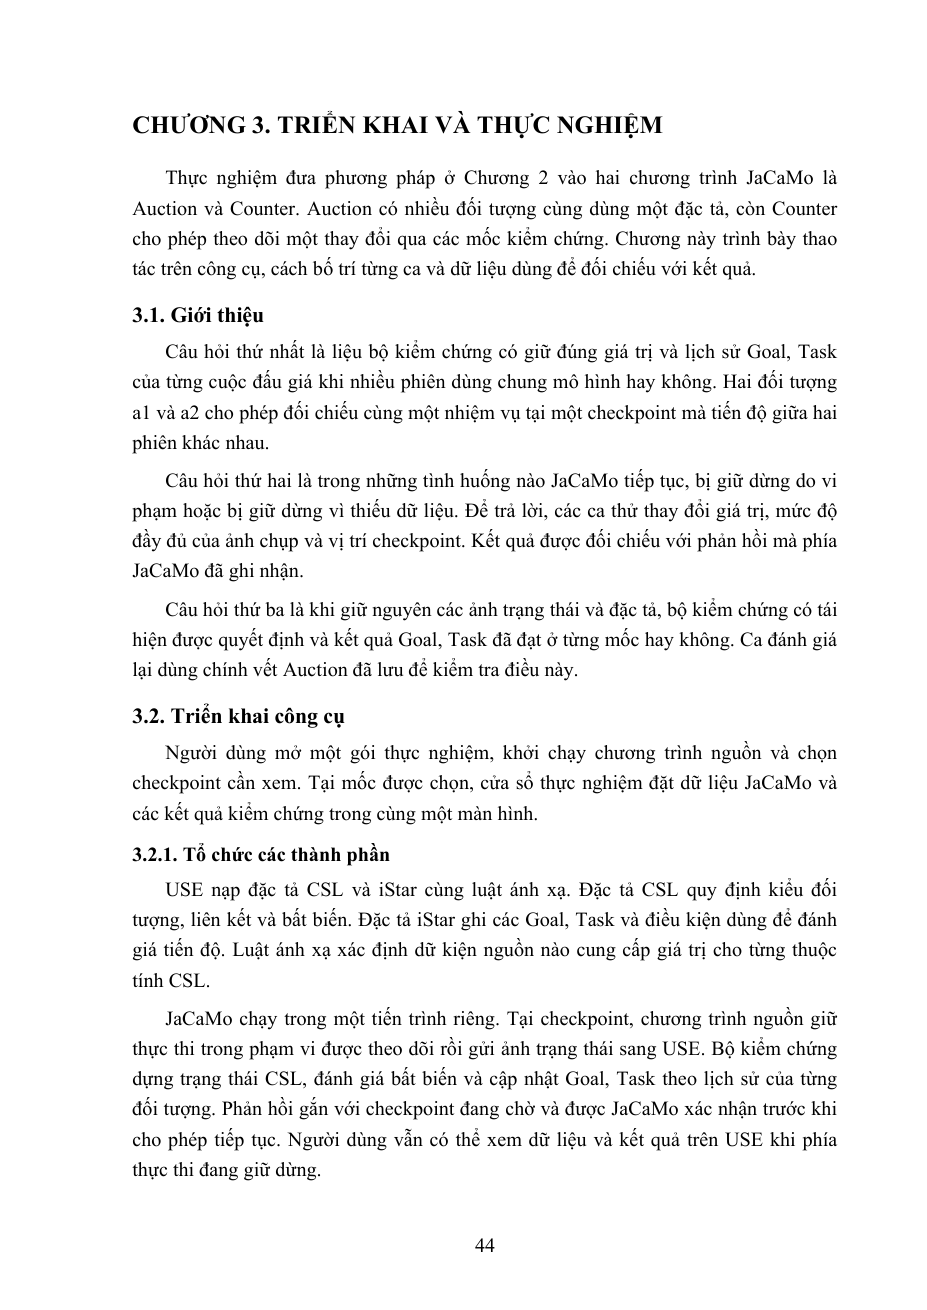 CHƯƠNG 3. TRIỂN KHAI VÀ THỰC NGHIỆM
Thực nghiệm đưa phương pháp ở Chương 2 vào hai chương trình JaCaMo là
Auction và Counter. Auction có nhiều đối tượng cùng dùng một đặc tả, còn Counter
cho phép theo dõi một thay đổi qua các mốc kiểm chứng. Chương này trình bày thao
tác trên công cụ, cách bố trí từng ca và dữ liệu dùng để đối chiếu với kết quả.
3.1. Giới thiệu
Câu hỏi thứ nhất là liệu bộ kiểm chứng có giữ đúng giá trị và lịch sử Goal, Task
của từng cuộc đấu giá khi nhiều phiên dùng chung mô hình hay không. Hai đối tượng
a1 và a2 cho phép đối chiếu cùng một nhiệm vụ tại một checkpoint mà tiến độ giữa hai
phiên khác nhau.
Câu hỏi thứ hai là trong những tình huống nào JaCaMo tiếp tục, bị giữ dừng do vi
phạm hoặc bị giữ dừng vì thiếu dữ liệu. Để trả lời, các ca thử thay đổi giá trị, mức độ
đầy đủ của ảnh chụp và vị trí checkpoint. Kết quả được đối chiếu với phản hồi mà phía
JaCaMo đã ghi nhận.
Câu hỏi thứ ba là khi giữ nguyên các ảnh trạng thái và đặc tả, bộ kiểm chứng có tái
hiện được quyết định và kết quả Goal, Task đã đạt ở từng mốc hay không. Ca đánh giá
lại dùng chính vết Auction đã lưu để kiểm tra điều này.
3.2. Triển khai công cụ
Người dùng mở một gói thực nghiệm, khởi chạy chương trình nguồn và chọn
checkpoint cần xem. Tại mốc được chọn, cửa sổ thực nghiệm đặt dữ liệu JaCaMo và
các kết quả kiểm chứng trong cùng một màn hình.
3.2.1. Tổ chức các thành phần
USE nạp đặc tả CSL và iStar cùng luật ánh xạ. Đặc tả CSL quy định kiểu đối
tượng, liên kết và bất biến. Đặc tả iStar ghi các Goal, Task và điều kiện dùng để đánh
giá tiến độ. Luật ánh xạ xác định dữ kiện nguồn nào cung cấp giá trị cho từng thuộc
tính CSL.
JaCaMo chạy trong một tiến trình riêng. Tại checkpoint, chương trình nguồn giữ
thực thi trong phạm vi được theo dõi rồi gửi ảnh trạng thái sang USE. Bộ kiểm chứng
dựng trạng thái CSL, đánh giá bất biến và cập nhật Goal, Task theo lịch sử của từng
đối tượng. Phản hồi gắn với checkpoint đang chờ và được JaCaMo xác nhận trước khi
cho phép tiếp tục. Người dùng vẫn có thể xem dữ liệu và kết quả trên USE khi phía
thực thi đang giữ dừng.
44